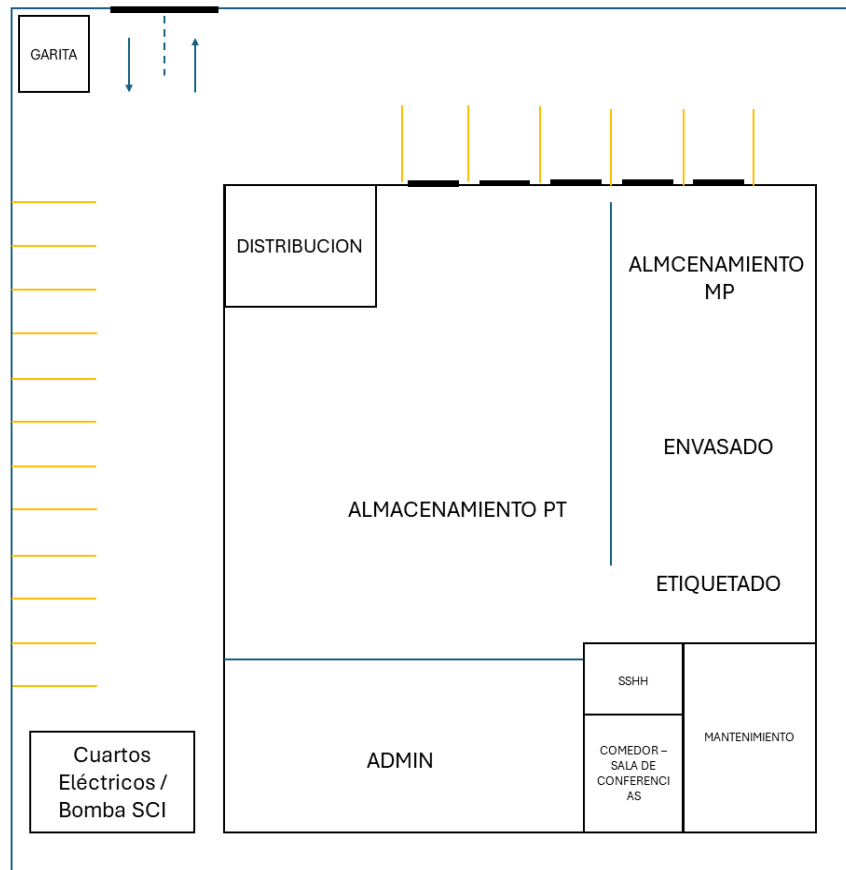 GARITA
DISTRIBUCION
ALMCENAMIENTO
MP
ENVASADO
ALMACENAMIENTO PT
ETIQUETADO
SSHH
MANTENIMIENTO
COMEDOR –
SALA DE
CONFERENCI
AS
ADMIN
Cuartos
Eléctricos /
Bomba SCI